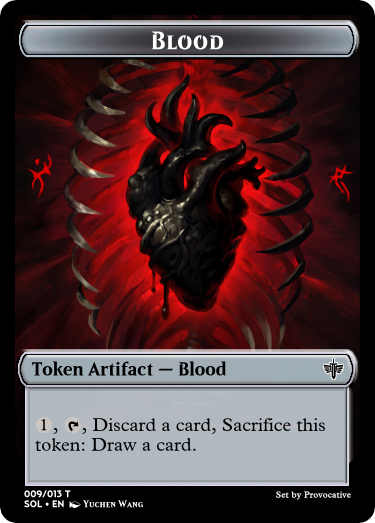 Blood
Token Artifact — Blood
1, , Discard a card, Sacrifice this
token: Draw a card.
009/013 T
SOL • EN Yuchen Wang
Set by Provocative